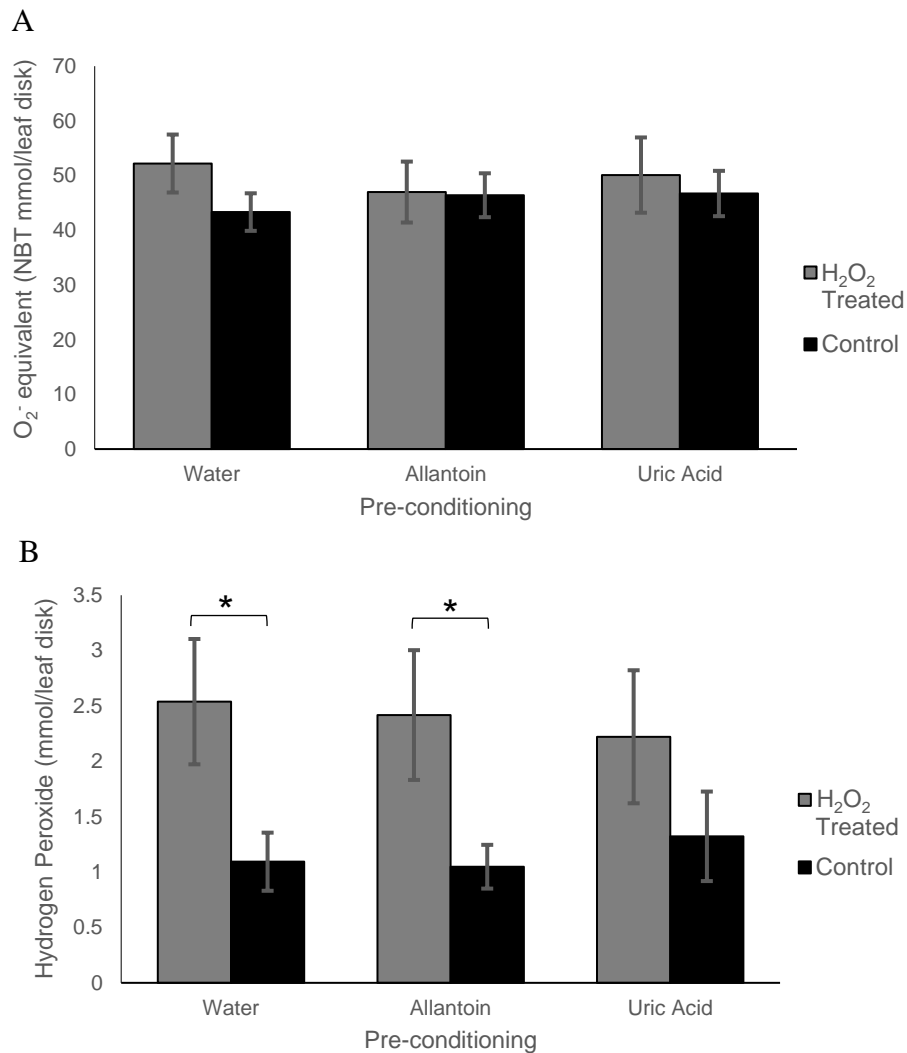 A
O₂⁻ equivalent (NBT mmol/leaf disk)
70
60
50
40
30
20
10
0
Water
Allantoin
Uric Acid
Pre-conditioning
H₂O₂
Treated
Control
B
Hydrogen Peroxide (mmol/leaf disk)
3.5
3
2.5
2
1.5
1
0.5
0
*
*
Water
Allantoin
Uric Acid
Pre-conditioning
H₂O₂
Treated
Control